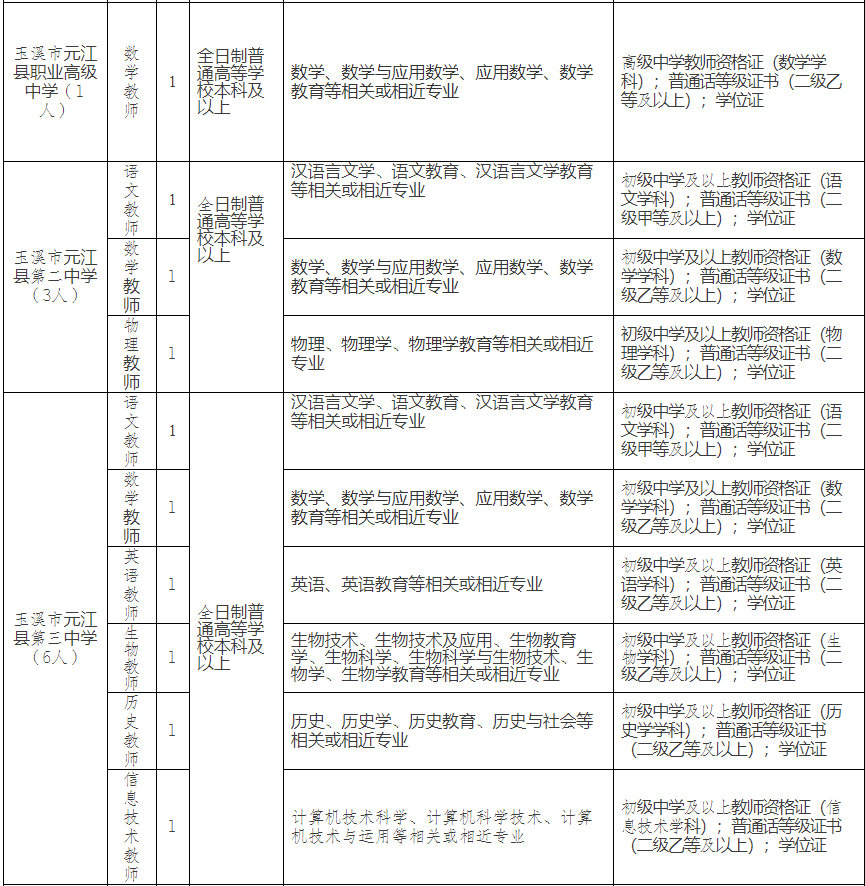 玉溪市元江
县职业高级
中学（1
人）
数
学
教
师
1
全日制普
通高等学
校本科及
以上
数学、数学与应用数学、应用数学、数学
教育等相关或相近专业
高级中学教师资格证（数学学
科）；普通话等级证书（二级乙
等及以上）；学位证
玉溪市元江
县第二中学
（3人）
语
文
教
师
1
全日制普
通高等学
校本科及
以上
汉语言文学、语文教育、汉语言文学教育
等相关或相近专业
初级中学及以上教师资格证（语
文学科）；普通话等级证书（二
级甲等及以上）；学位证
数
学
教
师
1
数学、数学与应用数学、应用数学、数学
教育等相关或相近专业
初级中学及以上教师资格证（数
学学科）；普通话等级证书（二
级乙等及以上）；学位证
物
理
教
师
1
物理、物理学、物理学教育等相关或相近
专业
初级中学及以上教师资格证（物
理学科）；普通话等级证书（二
级乙等及以上）；学位证
玉溪市元江
县第三中学
（6人）
语
文
教
师
1
全日制普
通高等学
校本科及
以上
汉语言文学、语文教育、汉语言文学教育
等相关或相近专业
初级中学及以上教师资格证（语
文学科）；普通话等级证书（二
级甲等及以上）；学位证
数
学
教
师
1
数学、数学与应用数学、应用数学、数学
教育等相关或相近专业
初级中学及以上教师资格证（数
学学科）；普通话等级证书（二
级乙等及以上）；学位证
英
语
教
师
1
英语、英语教育等相关或相近专业
初级中学及以上教师资格证（英
语学科）；普通话等级证书（二
级乙等及以上）；学位证
生
物
教
师
1
生物技术、生物技术及应用、生物教育
学、生物科学、生物科学与生物技术、生
物学、生物学教育等相关或相近专业
初级中学及以上教师资格证（生
物学科）；普通话等级证书（二
级乙等及以上）；学位证
历
史
教
师
1
历史、历史学、历史教育、历史与社会等
相关或相近专业
初级中学及以上教师资格证（历
史学学科）；普通话等级证书
（二级乙等及以上）；学位证
信
息
技
术
教
师
1
计算机技术科学、计算机科学技术、计算
机技术与运用等相关或相近专业
初级中学及以上教师资格证（信
息技术学科）；普通话等级证书
（二级乙等及以上）；学位证